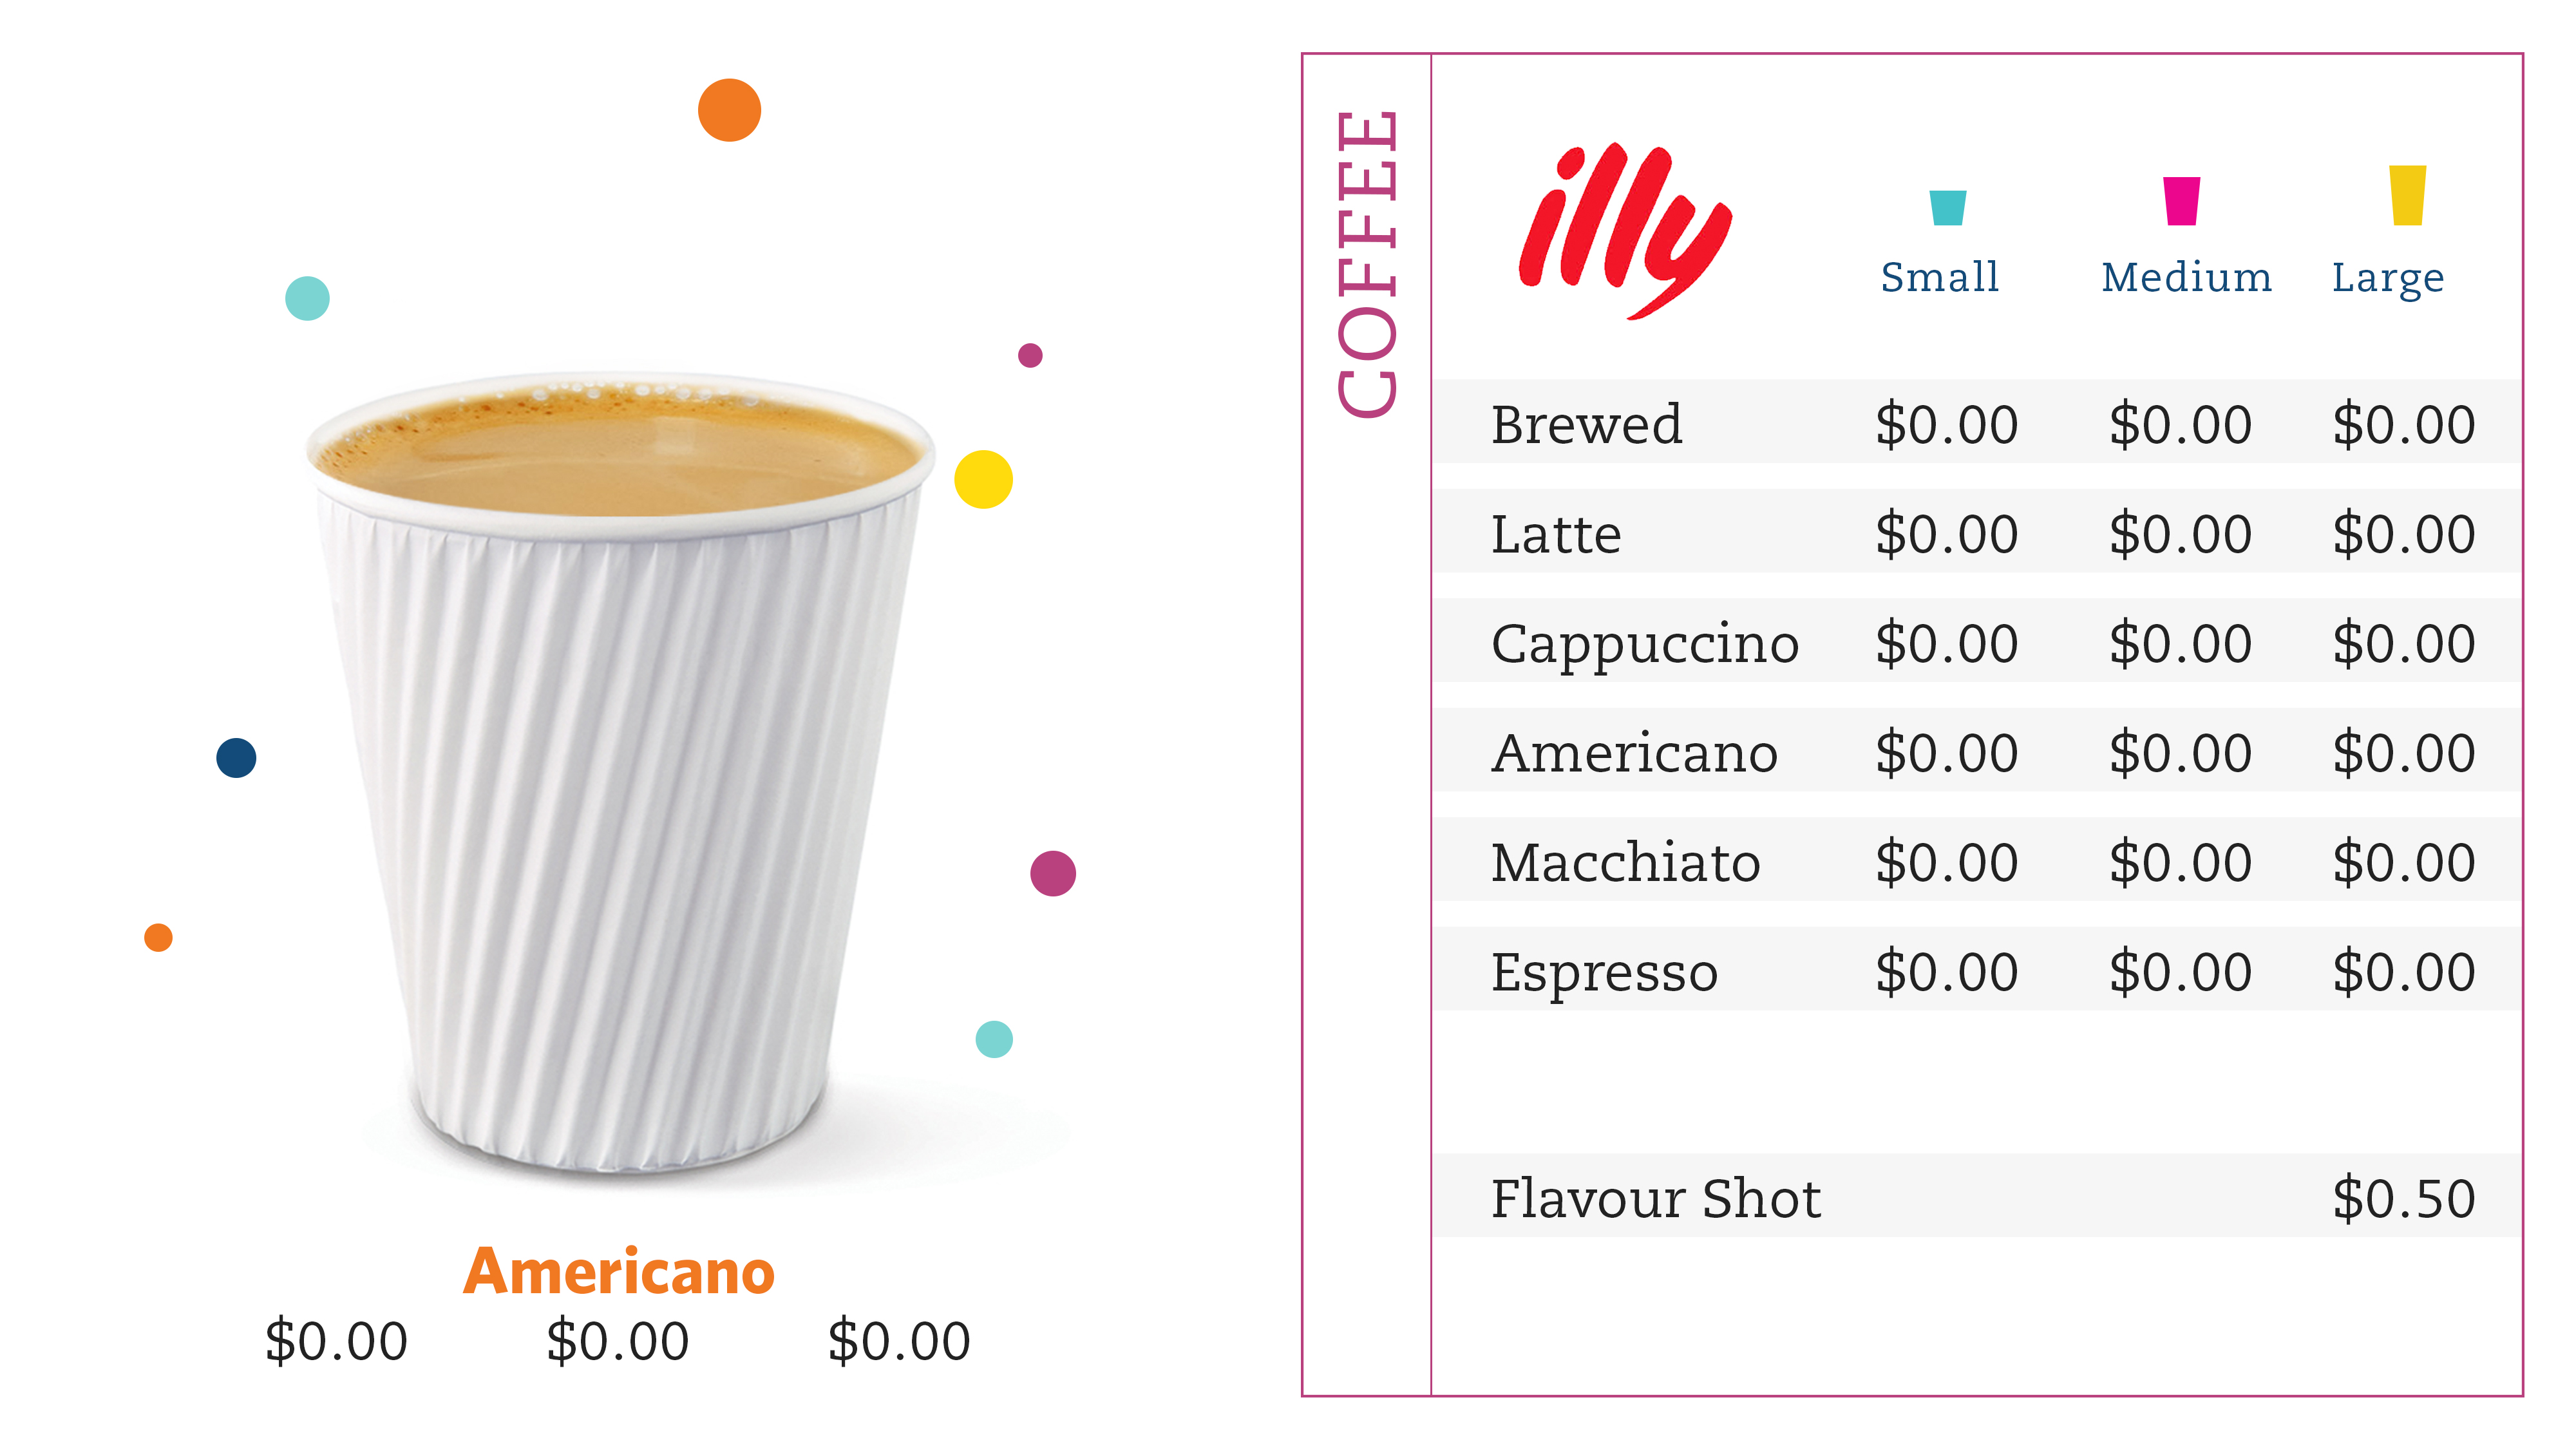 Americano
$0.00 $0.00 $0.00
COFFEE
illy
Small Medium Large
Brewed $0.00 $0.00 $0.00
Latte $0.00 $0.00 $0.00
Cappuccino $0.00 $0.00 $0.00
Americano $0.00 $0.00 $0.00
Macchiato $0.00 $0.00 $0.00
Espresso $0.00 $0.00 $0.00
Flavour Shot $0.50